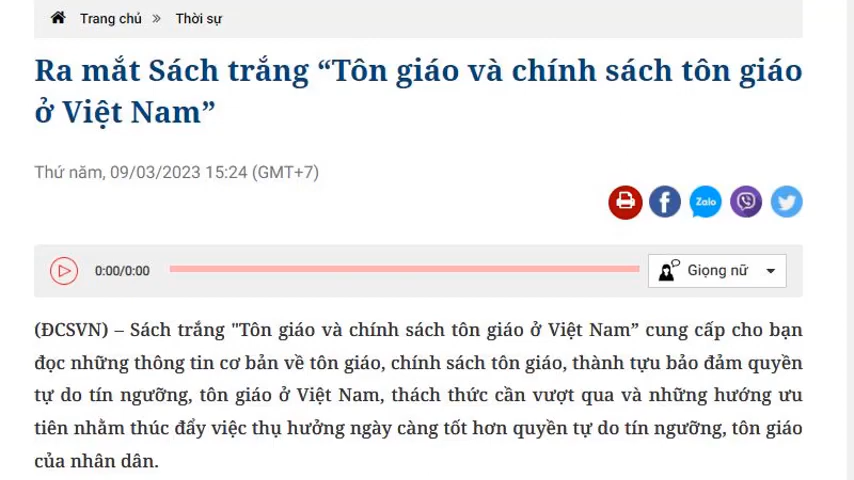 Trang chủ » Thời sự
Ra mắt Sách trắng “Tôn giáo và chính sách tôn giáo
ở Việt Nam”
Thứ năm, 09/03/2023 15:24 (GMT+7)
Zalo
0:00/0:00 Giọng nữ
(ĐCSVN) – Sách trắng "Tôn giáo và chính sách tôn giáo ở Việt Nam” cung cấp cho bạn
đọc những thông tin cơ bản về tôn giáo, chính sách tôn giáo, thành tựu bảo đảm quyền
tự do tín ngưỡng, tôn giáo ở Việt Nam, thách thức cần vượt qua và những hướng ưu
tiên nhằm thúc đẩy việc thụ hưởng ngày càng tốt hơn quyền tự do tín ngưỡng, tôn giáo
của nhân dân.